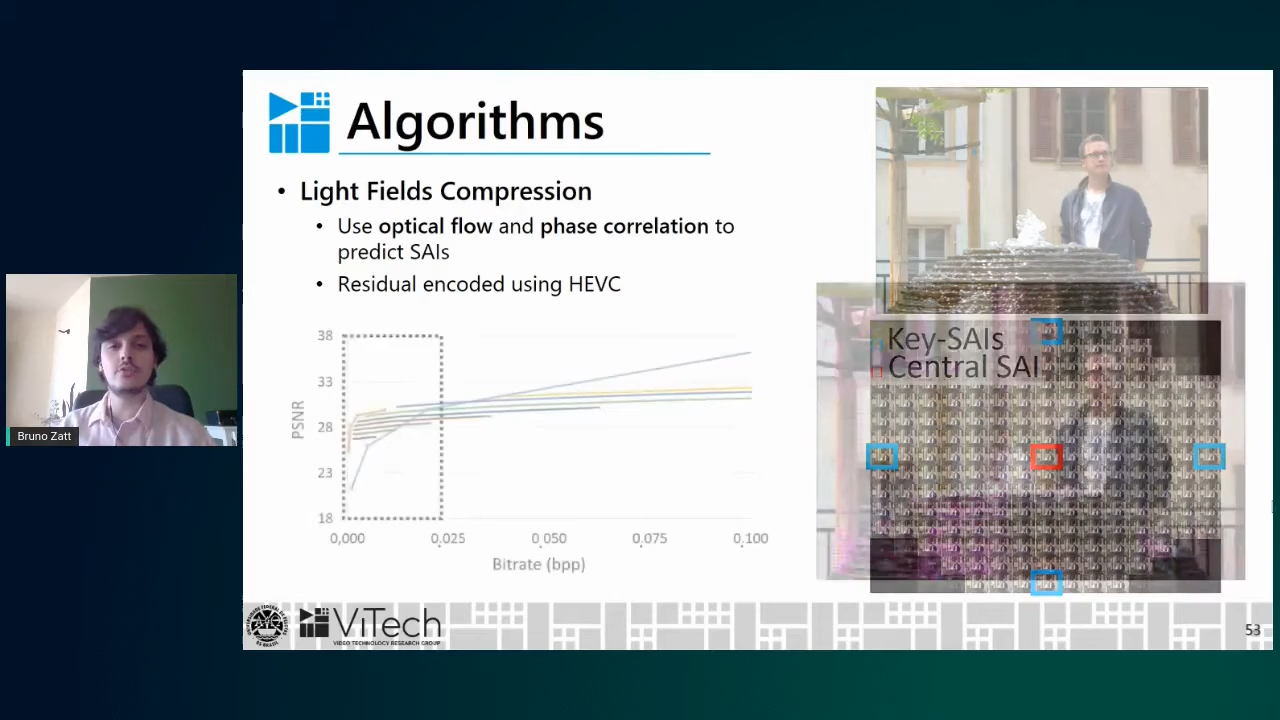 Algorithms
• Light Fields Compression
• Use optical flow and phase correlation to
predict SAIs
• Residual encoded using HEVC
38
33
28
23
18
PSNR
0,000
0,025
0,050
0,075
0,100
Bitrate (bpp)
Key-SAIs
Central SAI
Bruno Zatt
ViTech
VIDEO TECHNOLOGY RESEARCH GROUP
53